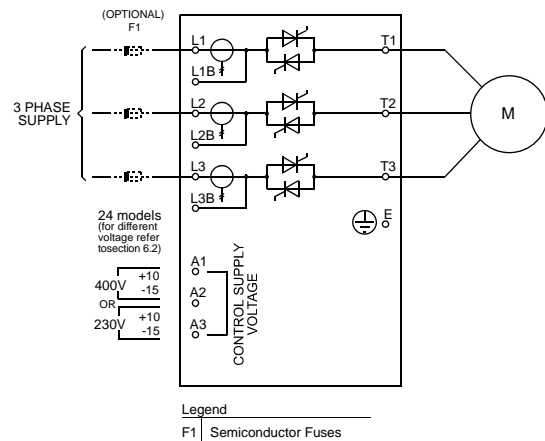 (OPTIONAL)
F1
3 PHASE
SUPPLY
L1
L1B
T1
L2
L2B
T2
L3
L3B
T3
M
E
24 models
(for different
voltage refer
tosection 6.2)
400V
+10
-15
OR
230V
+10
-15
A1
A2
A3
CONTROL SUPPLY
VOLTAGE
Legend
F1 Semiconductor Fuses